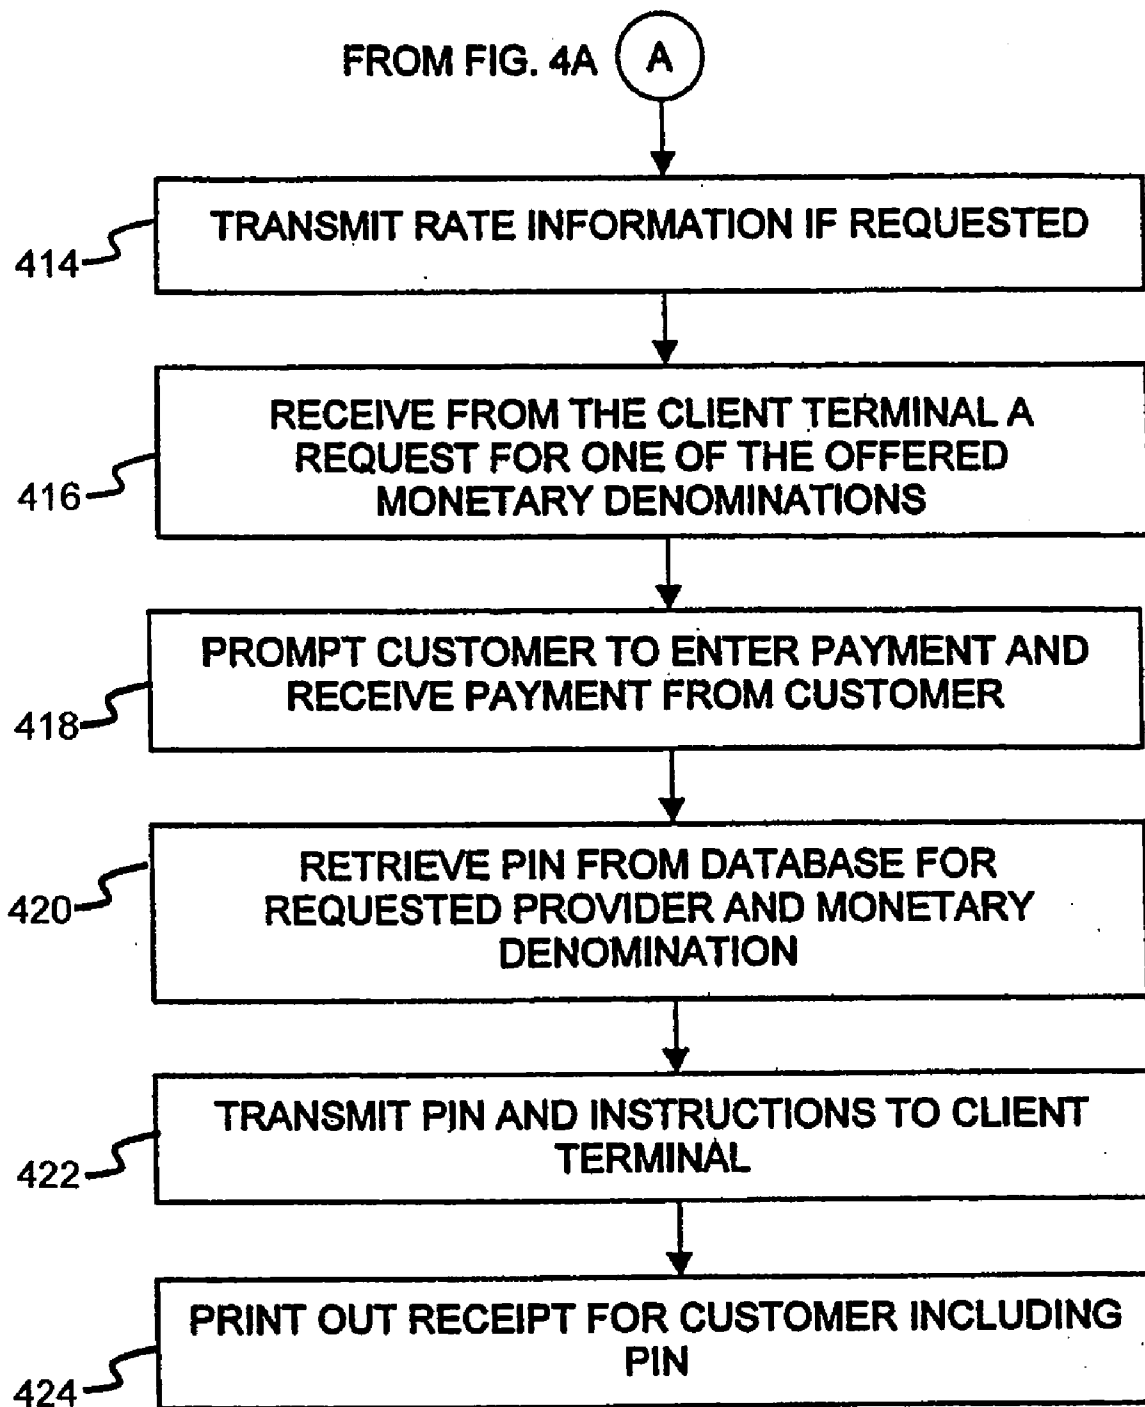 FROM FIG. 4A
A
TRANSMIT RATE INFORMATION IF REQUESTED
414
RECEIVE FROM THE CLIENT TERMINAL A
REQUEST FOR ONE OF THE OFFERED
MONETARY DENOMINATIONS
416
PROMPT CUSTOMER TO ENTER PAYMENT AND
RECEIVE PAYMENT FROM CUSTOMER
418
RETRIEVE PIN FROM DATABASE FOR
REQUESTED PROVIDER AND MONETARY
DENOMINATION
420
TRANSMIT PIN AND INSTRUCTIONS TO CLIENT
TERMINAL
422
PRINT OUT RECEIPT FOR CUSTOMER INCLUDING
PIN
424